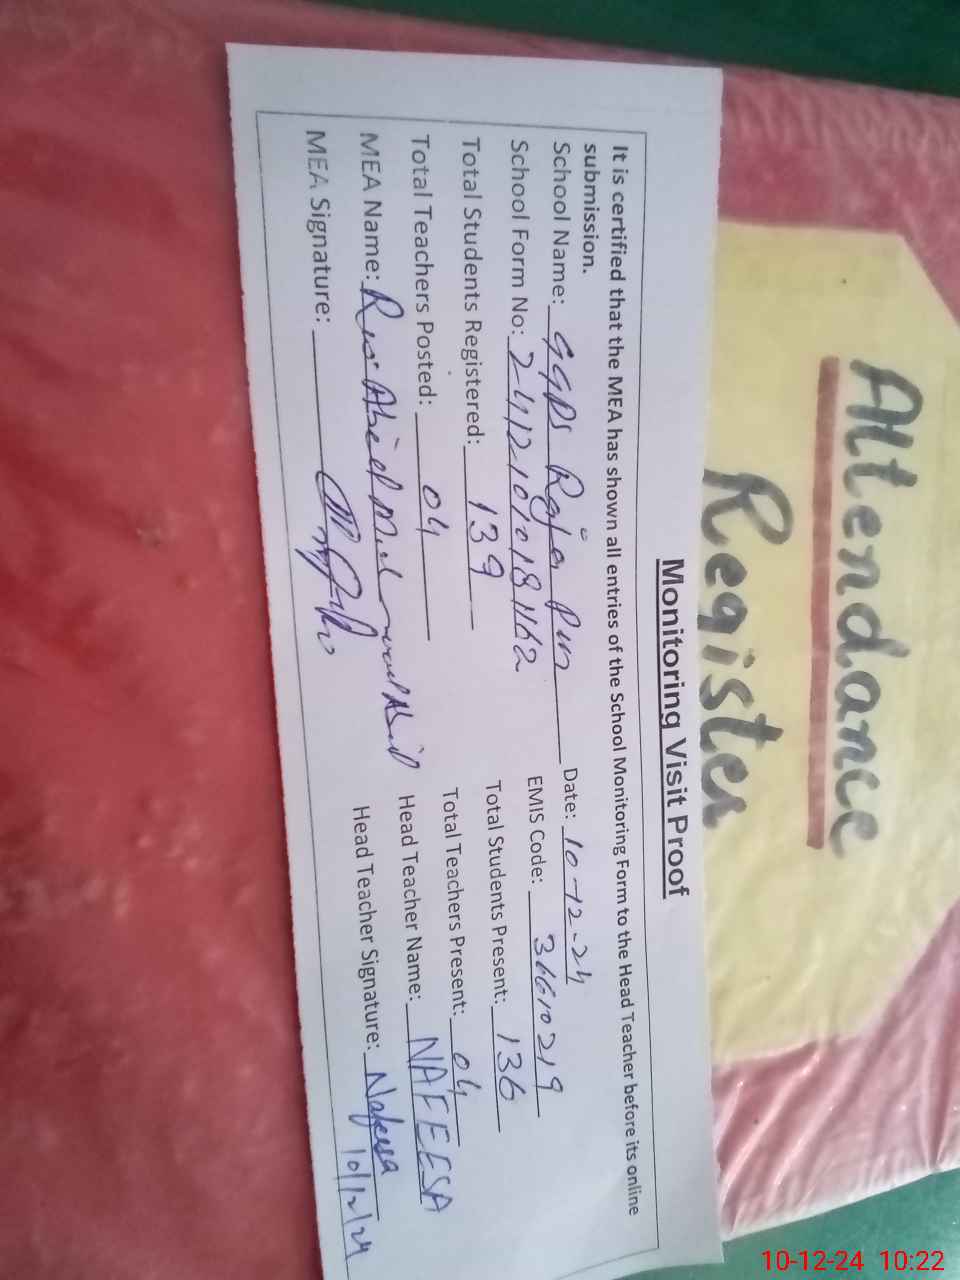 Attendance
Register
Monitoring Visit Proof
It is certified that the MEA has shown all entries of the School Monitoring Form to the Head Teacher before its online
submission.
School Name: GGPS Date: 10-12-24
School Form No: EMIS Code: 36610219
Total Students Registered: 139 Total Students Present: 136
Total Teachers Posted: 04 Total Teachers Present: 04
MEA Name: Head Teacher Name: NAFEESA
MEA Signature: Head Teacher Signature: Nafeesa
10/12/24
10-12-24 10:22